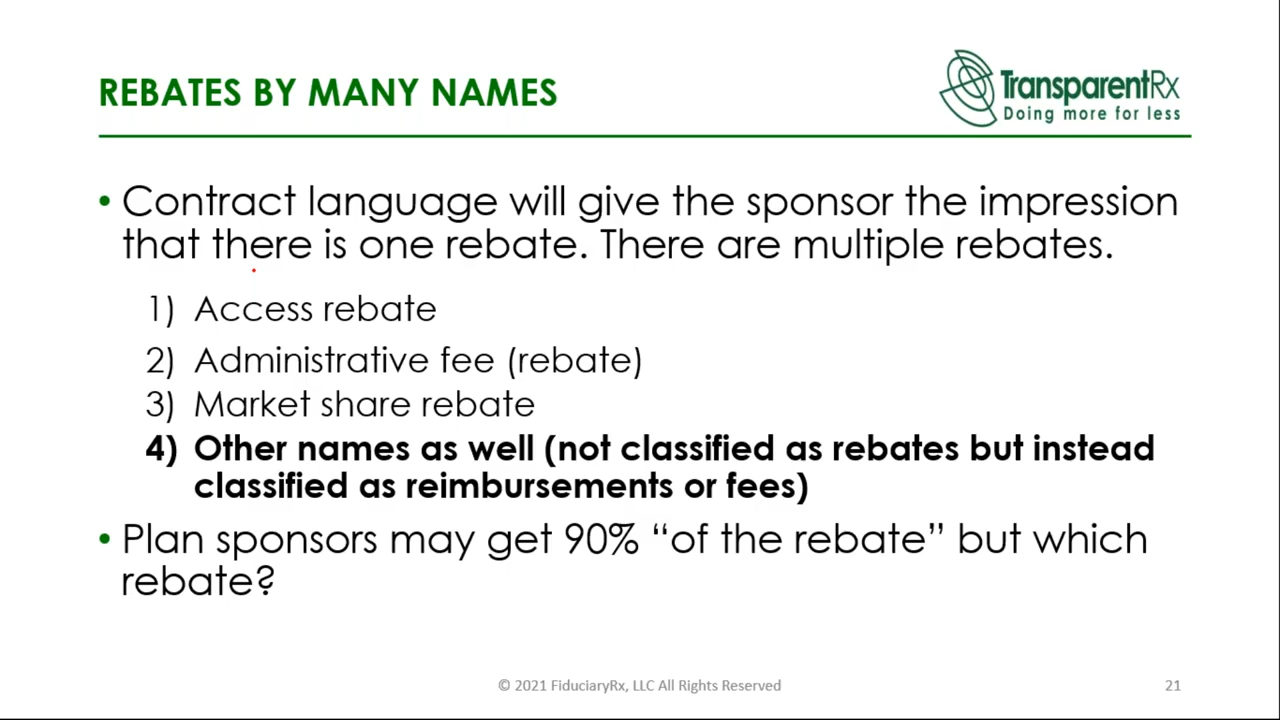 REBATES BY MANY NAMES
TransparentRx
Doing more for less
• Contract language will give the sponsor the impression
that there is one rebate. There are multiple rebates.
1) Access rebate
2) Administrative fee (rebate)
3) Market share rebate
4) Other names as well (not classified as rebates but instead
classified as reimbursements or fees)
• Plan sponsors may get 90% “of the rebate” but which
rebate?
© 2021 FiduciaryRx, LLC All Rights Reserved
21